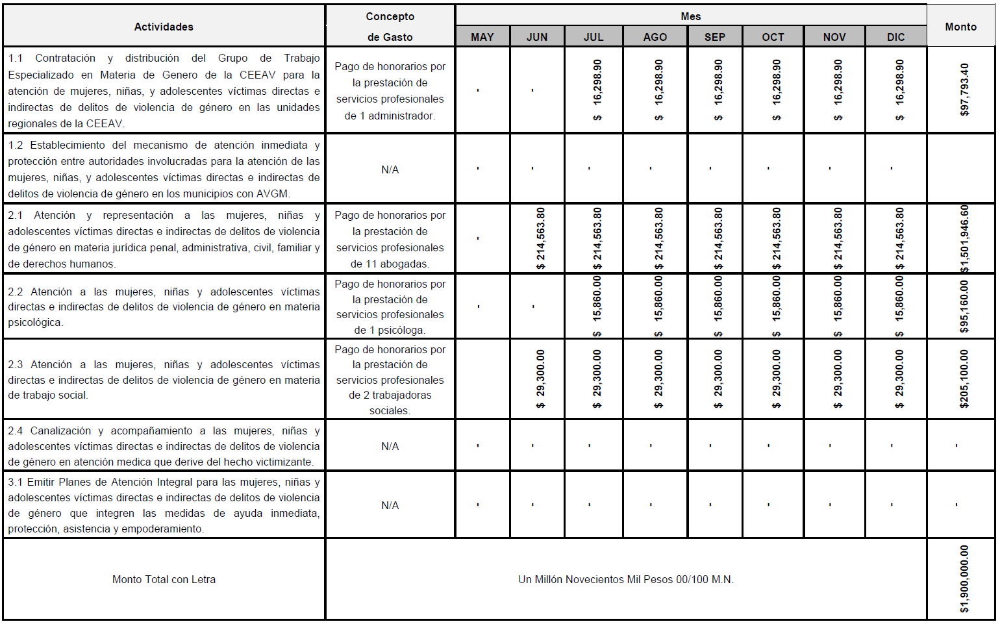 Actividades
Concepto
de Gasto
Mes
Monto
MAY JUN JUL AGO SEP OCT NOV DIC
1.1 Contratación y distribución del Grupo de Trabajo
Especializado en Materia de Genero de la CEEAV para la
atención de mujeres, niñas, y adolescentes víctimas directas e
indirectas de delitos de violencia de género en las unidades
regionales de la CEEAV.
Pago de honorarios por
la prestación de
servicios profesionales
de 1 administrador.
- - $ 16,298.90 $ 16,298.90 $ 16,298.90 $ 16,298.90 $ 16,298.90 $ 16,298.90 $97,793.40
1.2 Establecimiento del mecanismo de atención inmediata y
protección entre autoridades involucradas para la atención de las
mujeres, niñas, y adolescentes víctimas directas e indirectas de
delitos de violencia de género en los municipios con AVGM.
N/A
- - - - - - - -
2.1 Atención y representación a las mujeres, niñas y
adolescentes víctimas directas e indirectas de delitos de violencia
de género en materia jurídica penal, administrativa, civil, familiar y
de derechos humanos.
Pago de honorarios por
la prestación de
servicios profesionales
de 11 abogadas.
- $ 214,563.80 $ 214,563.80 $ 214,563.80 $ 214,563.80 $ 214,563.80 $ 214,563.80 $ 214,563.80 $1,501,946.60
2.2 Atención a las mujeres, niñas y adolescentes víctimas
directas e indirectas de delitos de violencia de género en materia
psicológica.
Pago de honorarios por
la prestación de
servicios profesionales
de 1 psicóloga.
- - $ 15,860.00 $ 15,860.00 $ 15,860.00 $ 15,860.00 $ 15,860.00 $ 15,860.00 $95,160.00
2.3 Atención a las mujeres, niñas y adolescentes víctimas
directas e indirectas de delitos de violencia de género en materia
de trabajo social.
Pago de honorarios por
la prestación de
servicios profesionales
de 2 trabajadoras
sociales.
$ 29,300.00 $ 29,300.00 $ 29,300.00 $ 29,300.00 $ 29,300.00 $ 29,300.00 $ 29,300.00 $205,100.00
2.4 Canalización y acompañamiento a las mujeres, niñas y
adolescentes víctimas directas e indirectas de delitos de violencia
de género en atención medica que derive del hecho victimizante.
N/A
- - - - - - - - -
3.1 Emitir Planes de Atención Integral para las mujeres, niñas y
adolescentes víctimas directas e indirectas de delitos de violencia
de género que integren las medidas de ayuda inmediata,
protección, asistencia y empoderamiento.
N/A
- - - - - - - - -
Monto Total con Letra
Un Millón Novecientos Mil Pesos 00/100 M.N.
$1,900,000.00